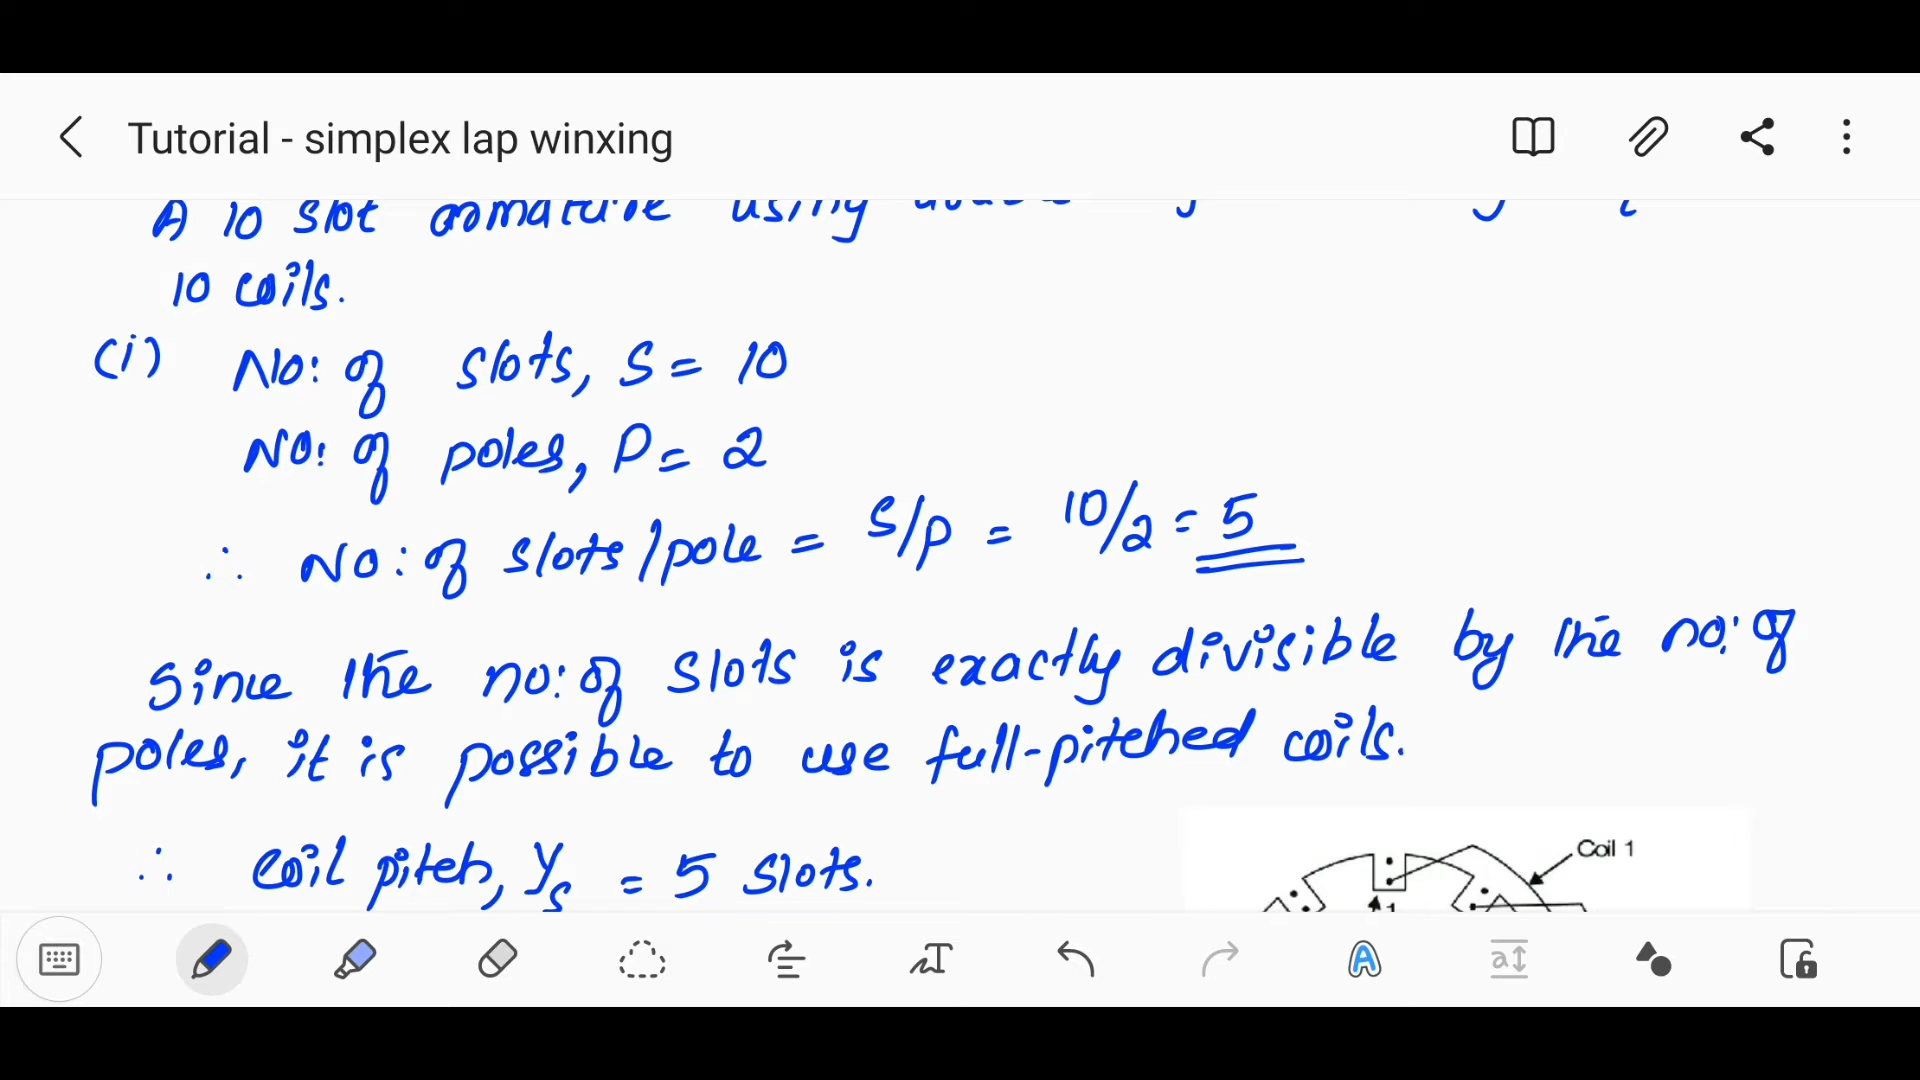 Tutorial - simplex lap winxing
A 10 slot armature using
10 coils.
(i) No: of slots, S = 10
No: of poles, P = 2
∴ No: of slots/pole = S/P = 10/2 = 5
Since the no: of slots is exactly divisible by the no: of
poles, it is possible to use full-pitched coils.
Coil 1
∴ Coil pitch, Ys = 5 slots.
1